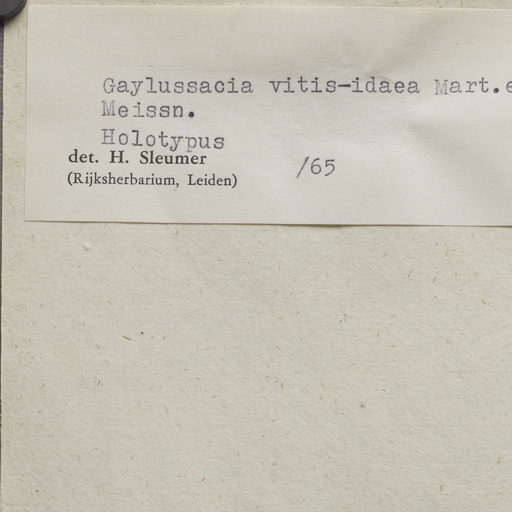 Gaylussacia vitis-idaea Mart.e
Meissn.
Holotypus
det. H. Sleumer /65
(Rijksherbarium, Leiden)